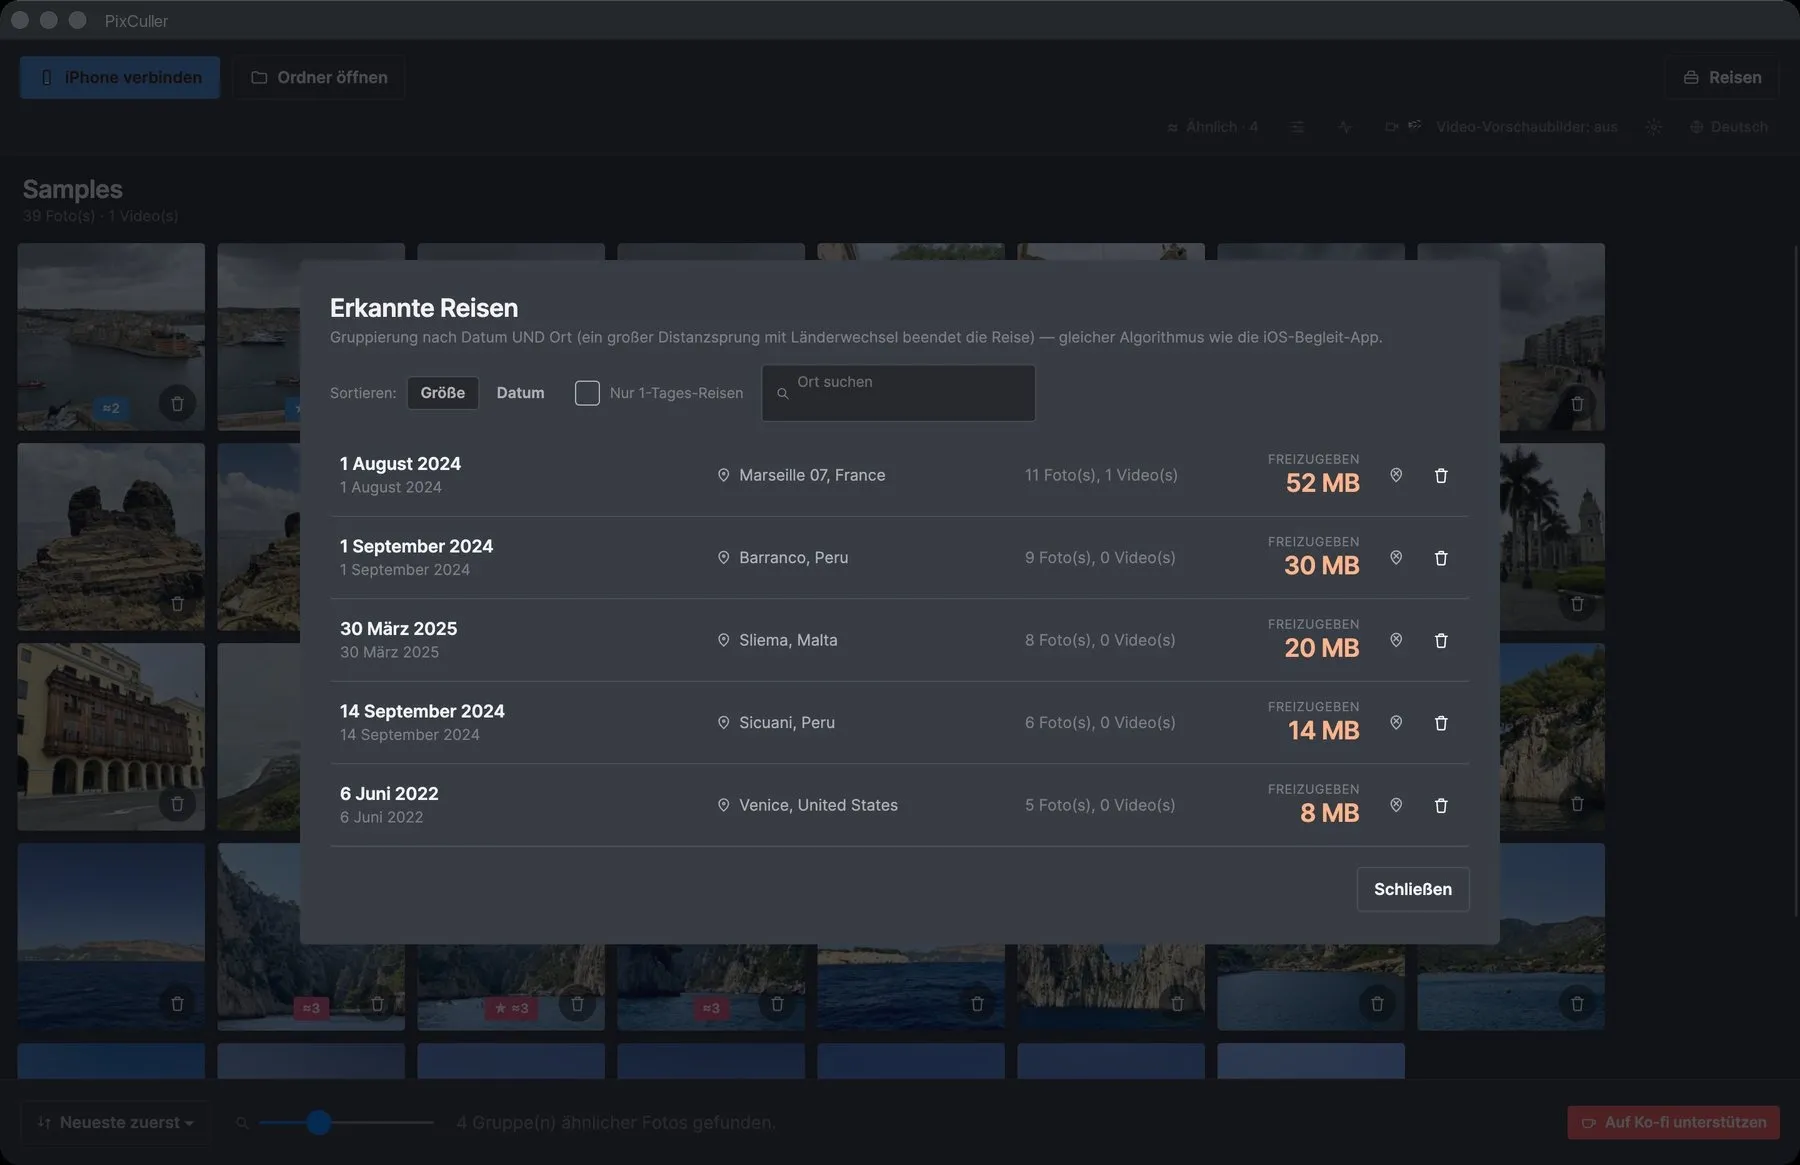 PixCuller
iPhone verbinden
Ordner öffnen
Reisen
≈ Ähnlich · 4
Video-Vorschaubilder: aus
Deutsch
Samples
39 Foto(s) · 1 Video(s)
≈2
Erkannte Reisen
Gruppierung nach Datum UND Ort (ein großer Distanzsprung mit Länderwechsel beendet die Reise) — gleicher Algorithmus wie die iOS-Begleit-App.
Sortieren: Größe Datum Nur 1-Tages-Reisen Ort suchen
1 August 2024
1 August 2024
Marseille 07, France
11 Foto(s), 1 Video(s)
FREIZUGEBEN
52 MB
1 September 2024
1 September 2024
Barranco, Peru
9 Foto(s), 0 Video(s)
FREIZUGEBEN
30 MB
30 März 2025
30 März 2025
Sliema, Malta
8 Foto(s), 0 Video(s)
FREIZUGEBEN
20 MB
14 September 2024
14 September 2024
Sicuani, Peru
6 Foto(s), 0 Video(s)
FREIZUGEBEN
14 MB
6 Juni 2022
6 Juni 2022
Venice, United States
5 Foto(s), 0 Video(s)
FREIZUGEBEN
8 MB
Schließen
≈3
★ ≈3
≈3
Neueste zuerst
4 Gruppe(n) ähnlicher Fotos gefunden.
Auf Ko-fi unterstützen